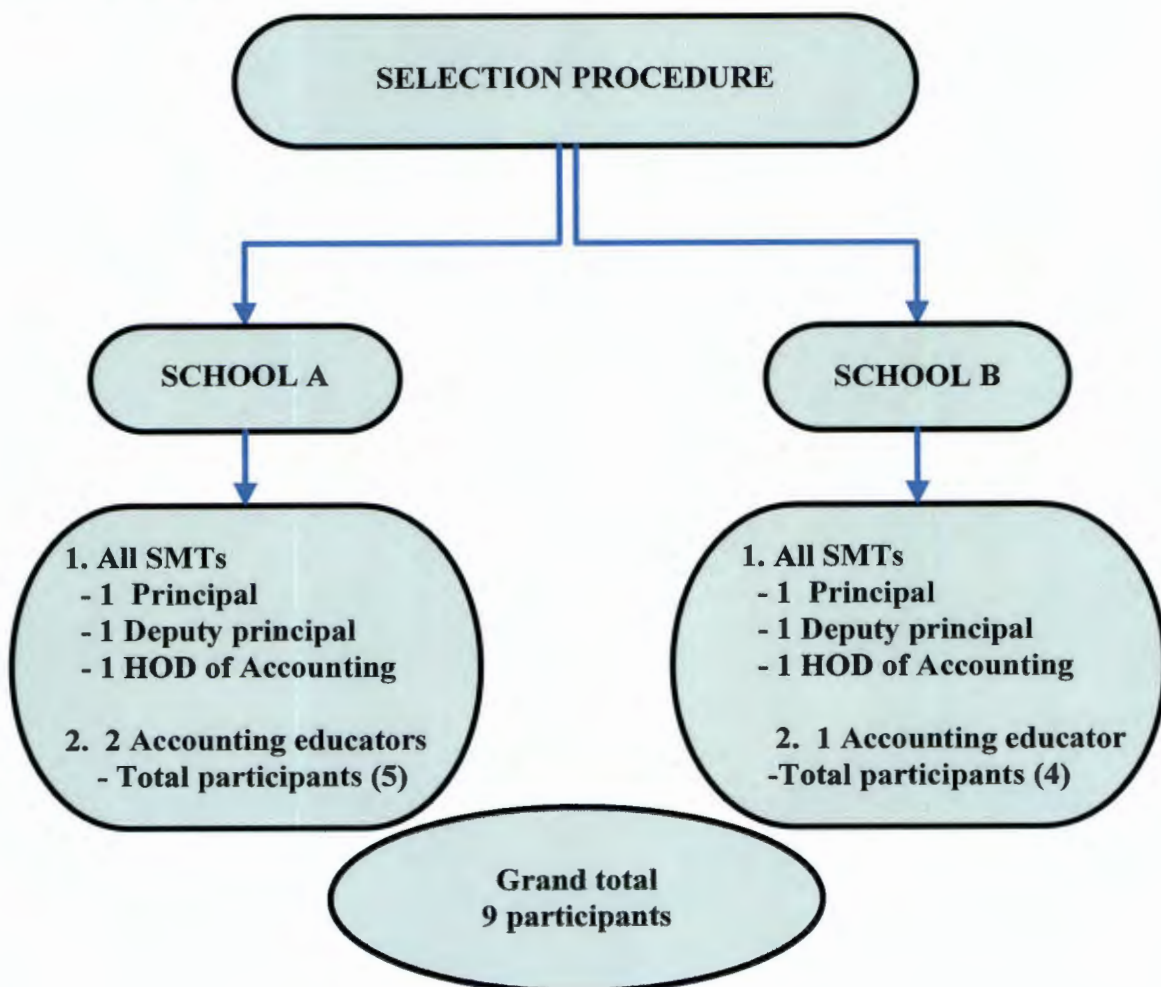 SELECTION PROCEDURE
SCHOOL A
SCHOOL B
1. All SMTs
- 1 Principal
- 1 Deputy principal
- 1 HOD of Accounting
2. 2 Accounting educators
- Total participants (5)
1. All SMTs
- 1 Principal
- 1 Deputy principal
- 1 HOD of Accounting
2. 1 Accounting educator
-Total participants (4)
Grand total
9 participants